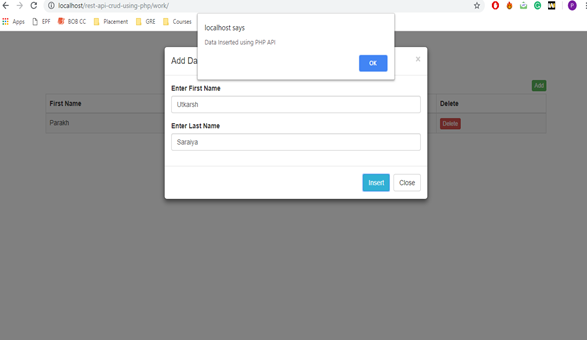 localhost/rest-api-crud-using-php/work/
Apps EPF BOB CC Placement GRE Courses
localhost says
Data Inserted using PHP API
OK
Add Da
×
Enter First Name
Utkarsh
Enter Last Name
Saraiya
Insert Close
Add
First Name Delete
Parakh Delete